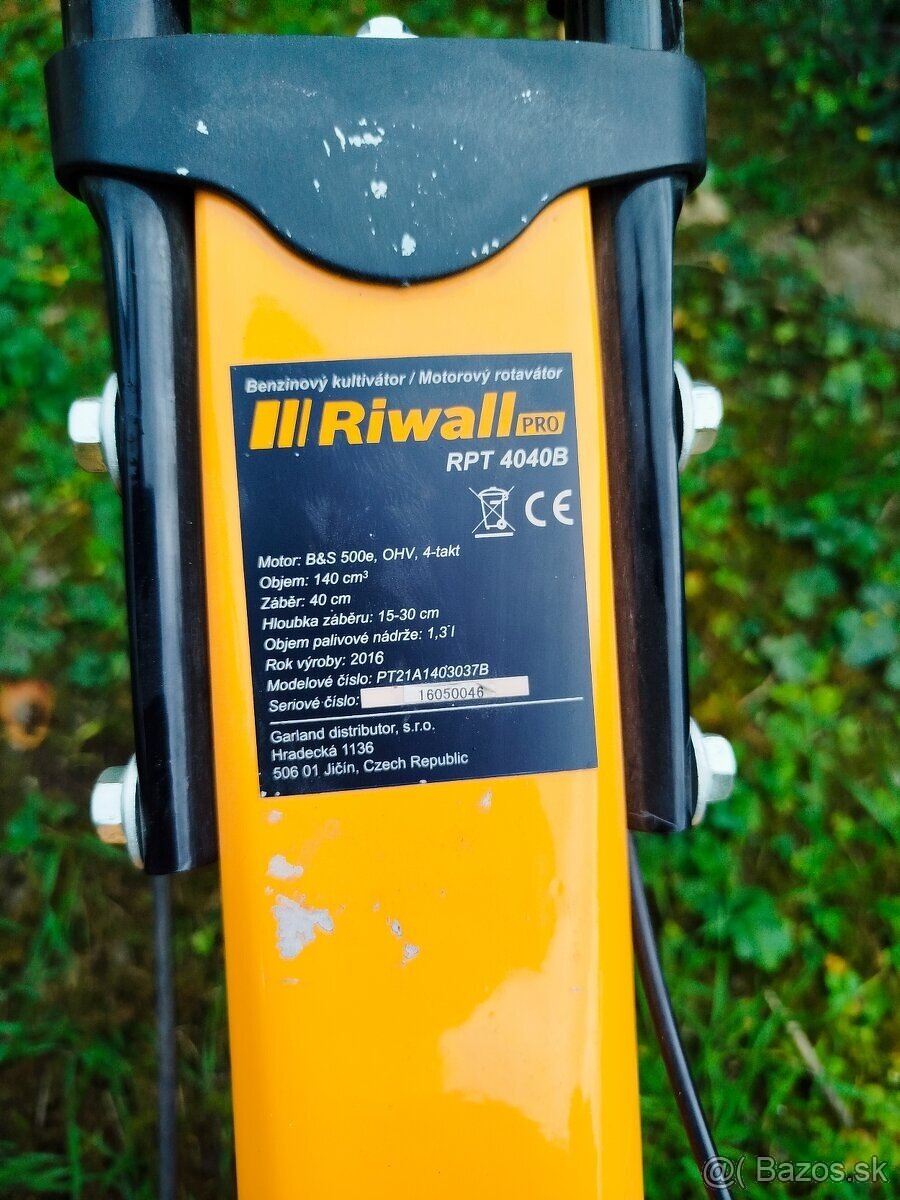 Benzinový kultivátor / Motorový rotavátor
Riwall PRO
RPT 4040B
CE
Motor: B&S 500e, OHV, 4-takt
Objem: 140 cm³
Záběr: 40 cm
Hloubka záběru: 15-30 cm
Objem palivové nádrže: 1,3 l
Rok výroby: 2016
Modelové číslo: PT21A1403037B
Seriové číslo: 16050046
Garland distributor, s.r.o.
Hradecká 1136
506 01 Jičín, Czech Republic
@( Bazos.sk